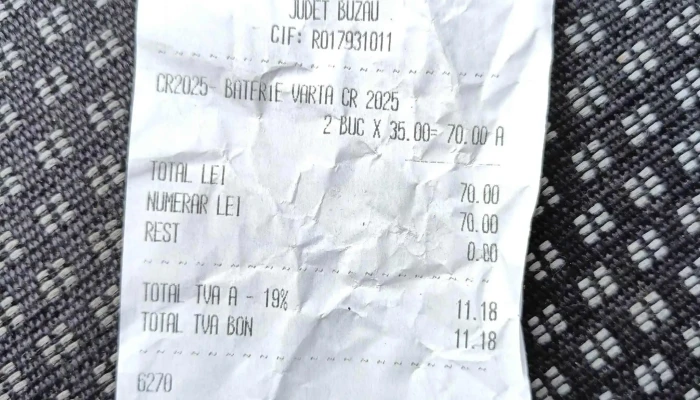 JUDET BUZAU
CIF: RO17931011
CR2025- BATERIE VARTA CR 2025
2 BUC X 35.00= 70.00 A
TOTAL LEI 70.00
NUMERAR LEI 70.00
REST 0.00
TOTAL TVA A - 19% 11.18
TOTAL TVA BON 11.18
6270